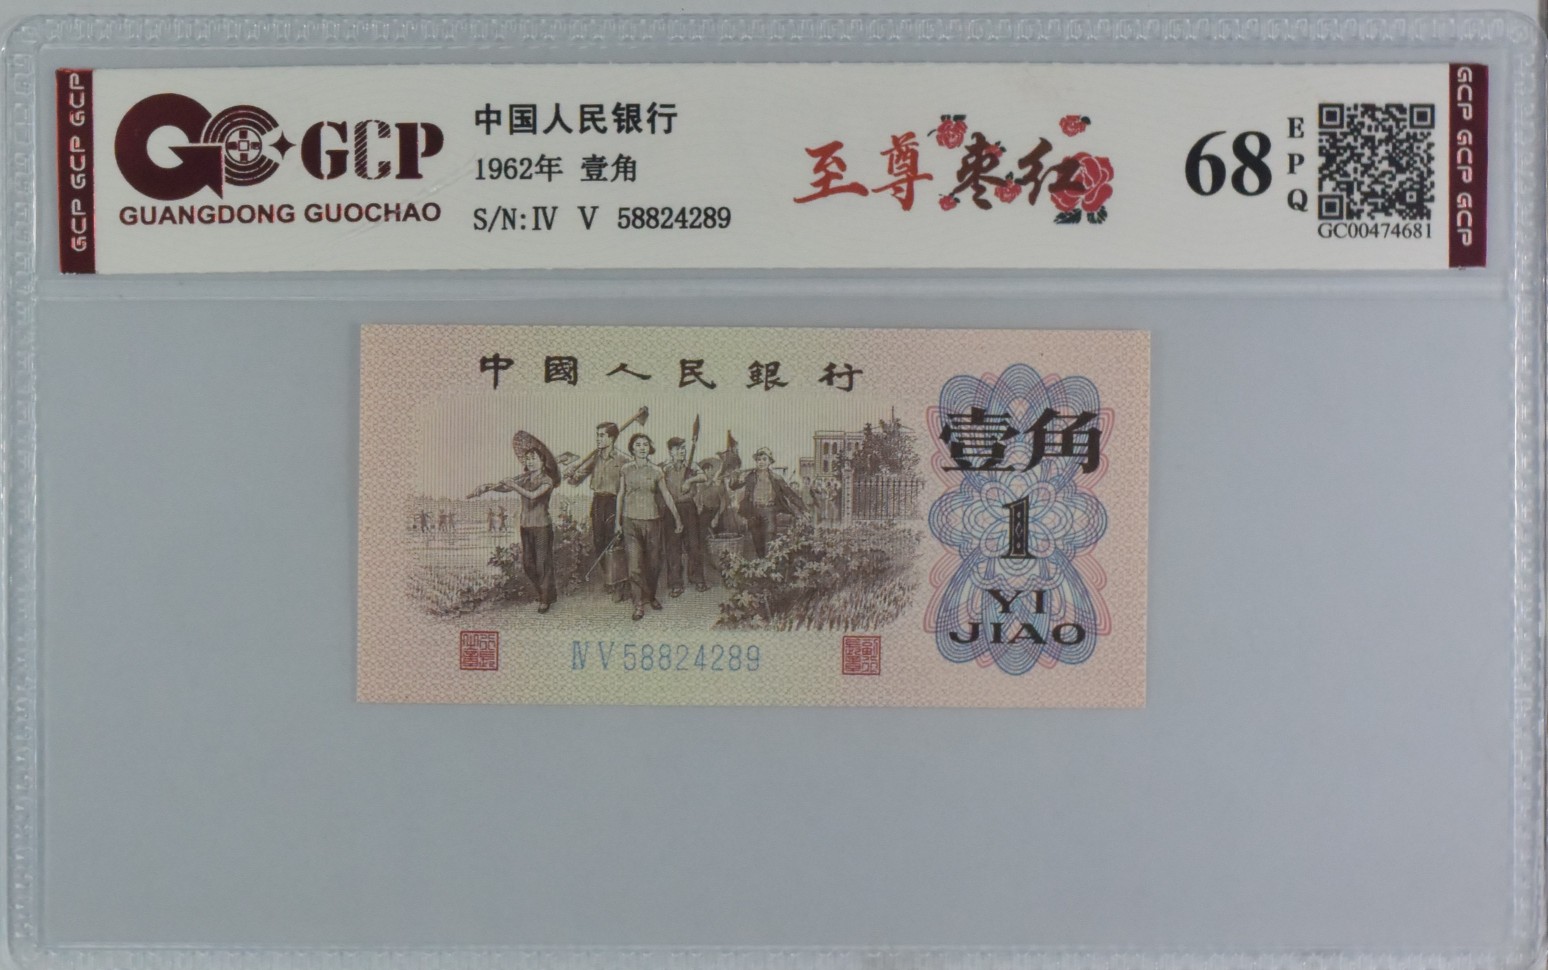 GCP GCP GCP
GCP
GUANGDONG GUOCHAO
中国人民银行
1962年 壹角
S/N:Ⅳ Ⅴ 58824289
至尊枣红
68
EPQ
GC00474681
GCP GCP GCP
中國人民銀行
壹角
1
YI
JIAO
ⅣⅤ58824289